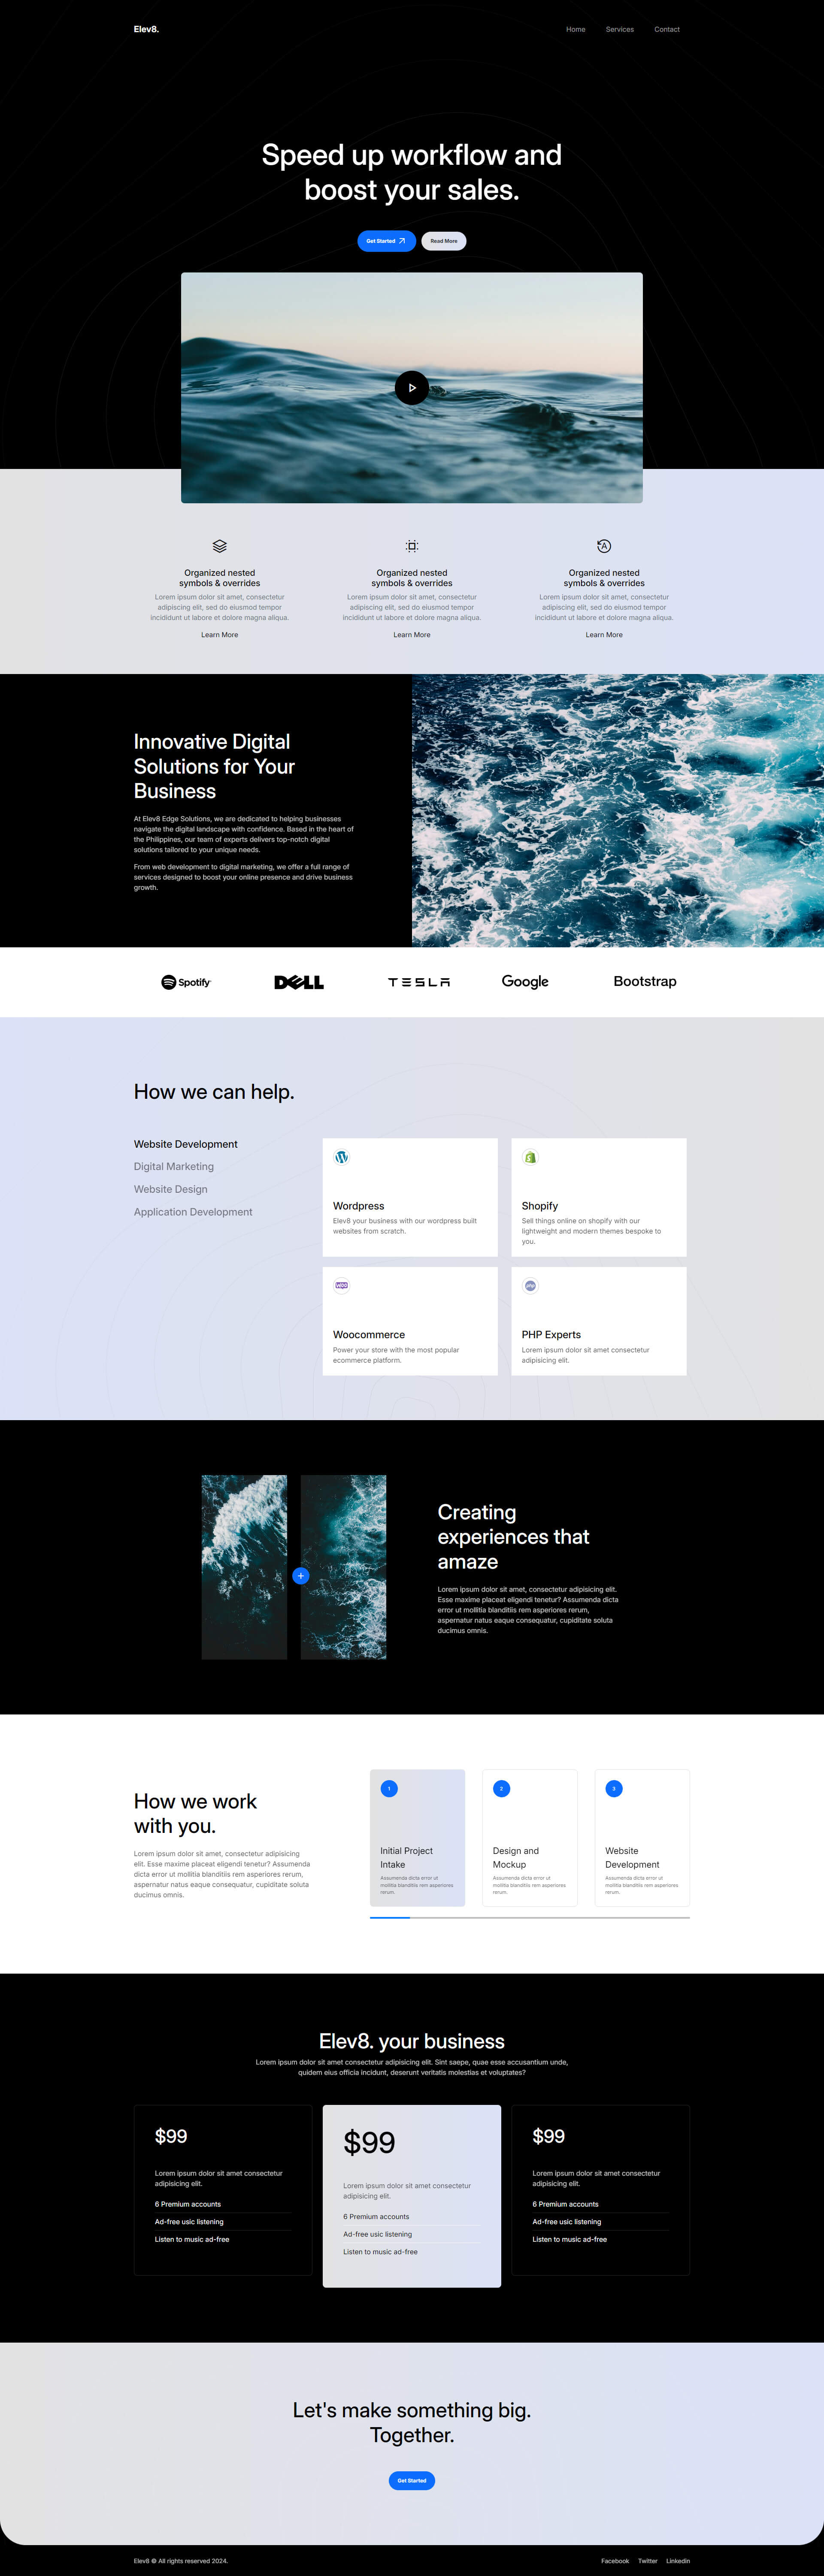 Elev8.
Home
Services
Contact
Speed up workflow and
boost your sales.
Get Started
Read More
Organized nested
symbols & overrides
Lorem ipsum dolor sit amet, consectetur
adipiscing elit, sed do eiusmod tempor
incididunt ut labore et dolore magna aliqua.
Learn More
Organized nested
symbols & overrides
Lorem ipsum dolor sit amet, consectetur
adipiscing elit, sed do eiusmod tempor
incididunt ut labore et dolore magna aliqua.
Learn More
Organized nested
symbols & overrides
Lorem ipsum dolor sit amet, consectetur
adipiscing elit, sed do eiusmod tempor
incididunt ut labore et dolore magna aliqua.
Learn More
Innovative Digital
Solutions for Your
Business
At Elev8 Edge Solutions, we are dedicated to helping businesses
navigate the digital landscape with confidence. Based in the heart of
the Philippines, our team of experts delivers top-notch digital
solutions tailored to your unique needs.
From web development to digital marketing, we offer a full range of
services designed to boost your online presence and drive business
growth.
Spotify
DELL
TESLA
Google
Bootstrap
How we can help.
Website Development
Digital Marketing
Website Design
Application Development
Wordpress
Elev8 your business with our wordpress built
websites from scratch.
Shopify
Sell things online on shopify with our
lightweight and modern themes bespoke to
you.
Woo
Woocommerce
Power your store with the most popular
ecommerce platform.
php
PHP Experts
Lorem ipsum dolor sit amet consectetur
adipisicing elit.
Creating
experiences that
amaze
Lorem ipsum dolor sit amet, consectetur adipisicing elit.
Esse maxime placeat eligendi tenetur? Assumenda dicta
error ut mollitia blanditiis rem asperiores rerum,
aspernatur natus eaque consequatur, cupiditate soluta
ducimus omnis.
How we work
with you.
Lorem ipsum dolor sit amet, consectetur adipisicing
elit. Esse maxime placeat eligendi tenetur? Assumenda
dicta error ut mollitia blanditiis rem asperiores rerum,
aspernatur natus eaque consequatur, cupiditate soluta
ducimus omnis.
1
Initial Project
Intake
Assumenda dicta error ut
mollitia blanditiis rem asperiores
rerum.
2
Design and
Mockup
Assumenda dicta error ut
mollitia blanditiis rem asperiores
rerum.
3
Website
Development
Assumenda dicta error ut
mollitia blanditiis rem asperiores
rerum.
Elev8. your business
Lorem ipsum dolor sit amet consectetur adipisicing elit. Sint saepe, quae esse accusantium unde,
quidem eius officia incidunt, deserunt veritatis molestias et voluptates?
$99
Lorem ipsum dolor sit amet consectetur
adipisicing elit.
6 Premium accounts
Ad-free usic listening
Listen to music ad-free
$99
Lorem ipsum dolor sit amet consectetur
adipisicing elit.
6 Premium accounts
Ad-free usic listening
Listen to music ad-free
$99
Lorem ipsum dolor sit amet consectetur
adipisicing elit.
6 Premium accounts
Ad-free usic listening
Listen to music ad-free
Let's make something big.
Together.
Get Started
Elev8 © All rights reserved 2024.
Facebook
Twitter
Linkedin